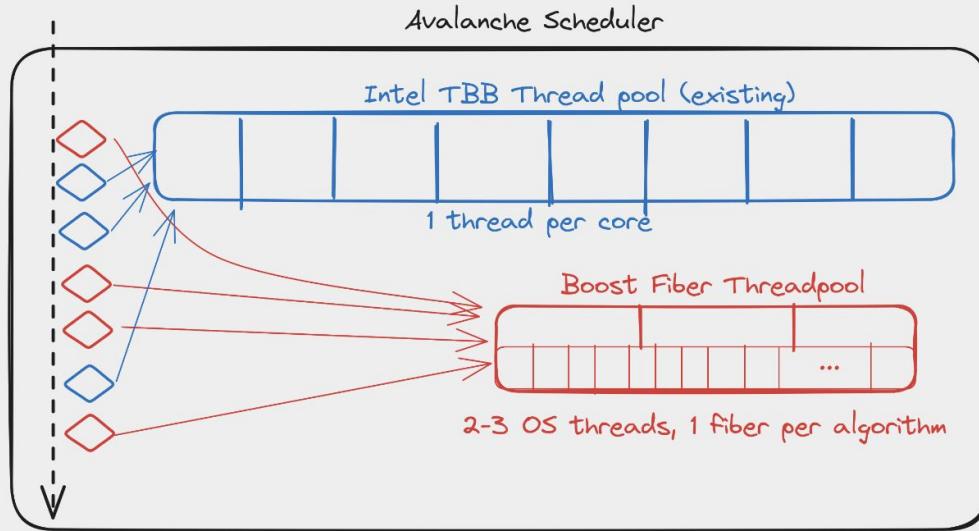 Avalanche Scheduler
Intel TBB Thread pool (existing)
1 thread per core
Boost Fiber Threadpool
...
2-3 OS threads, 1 fiber per algorithm